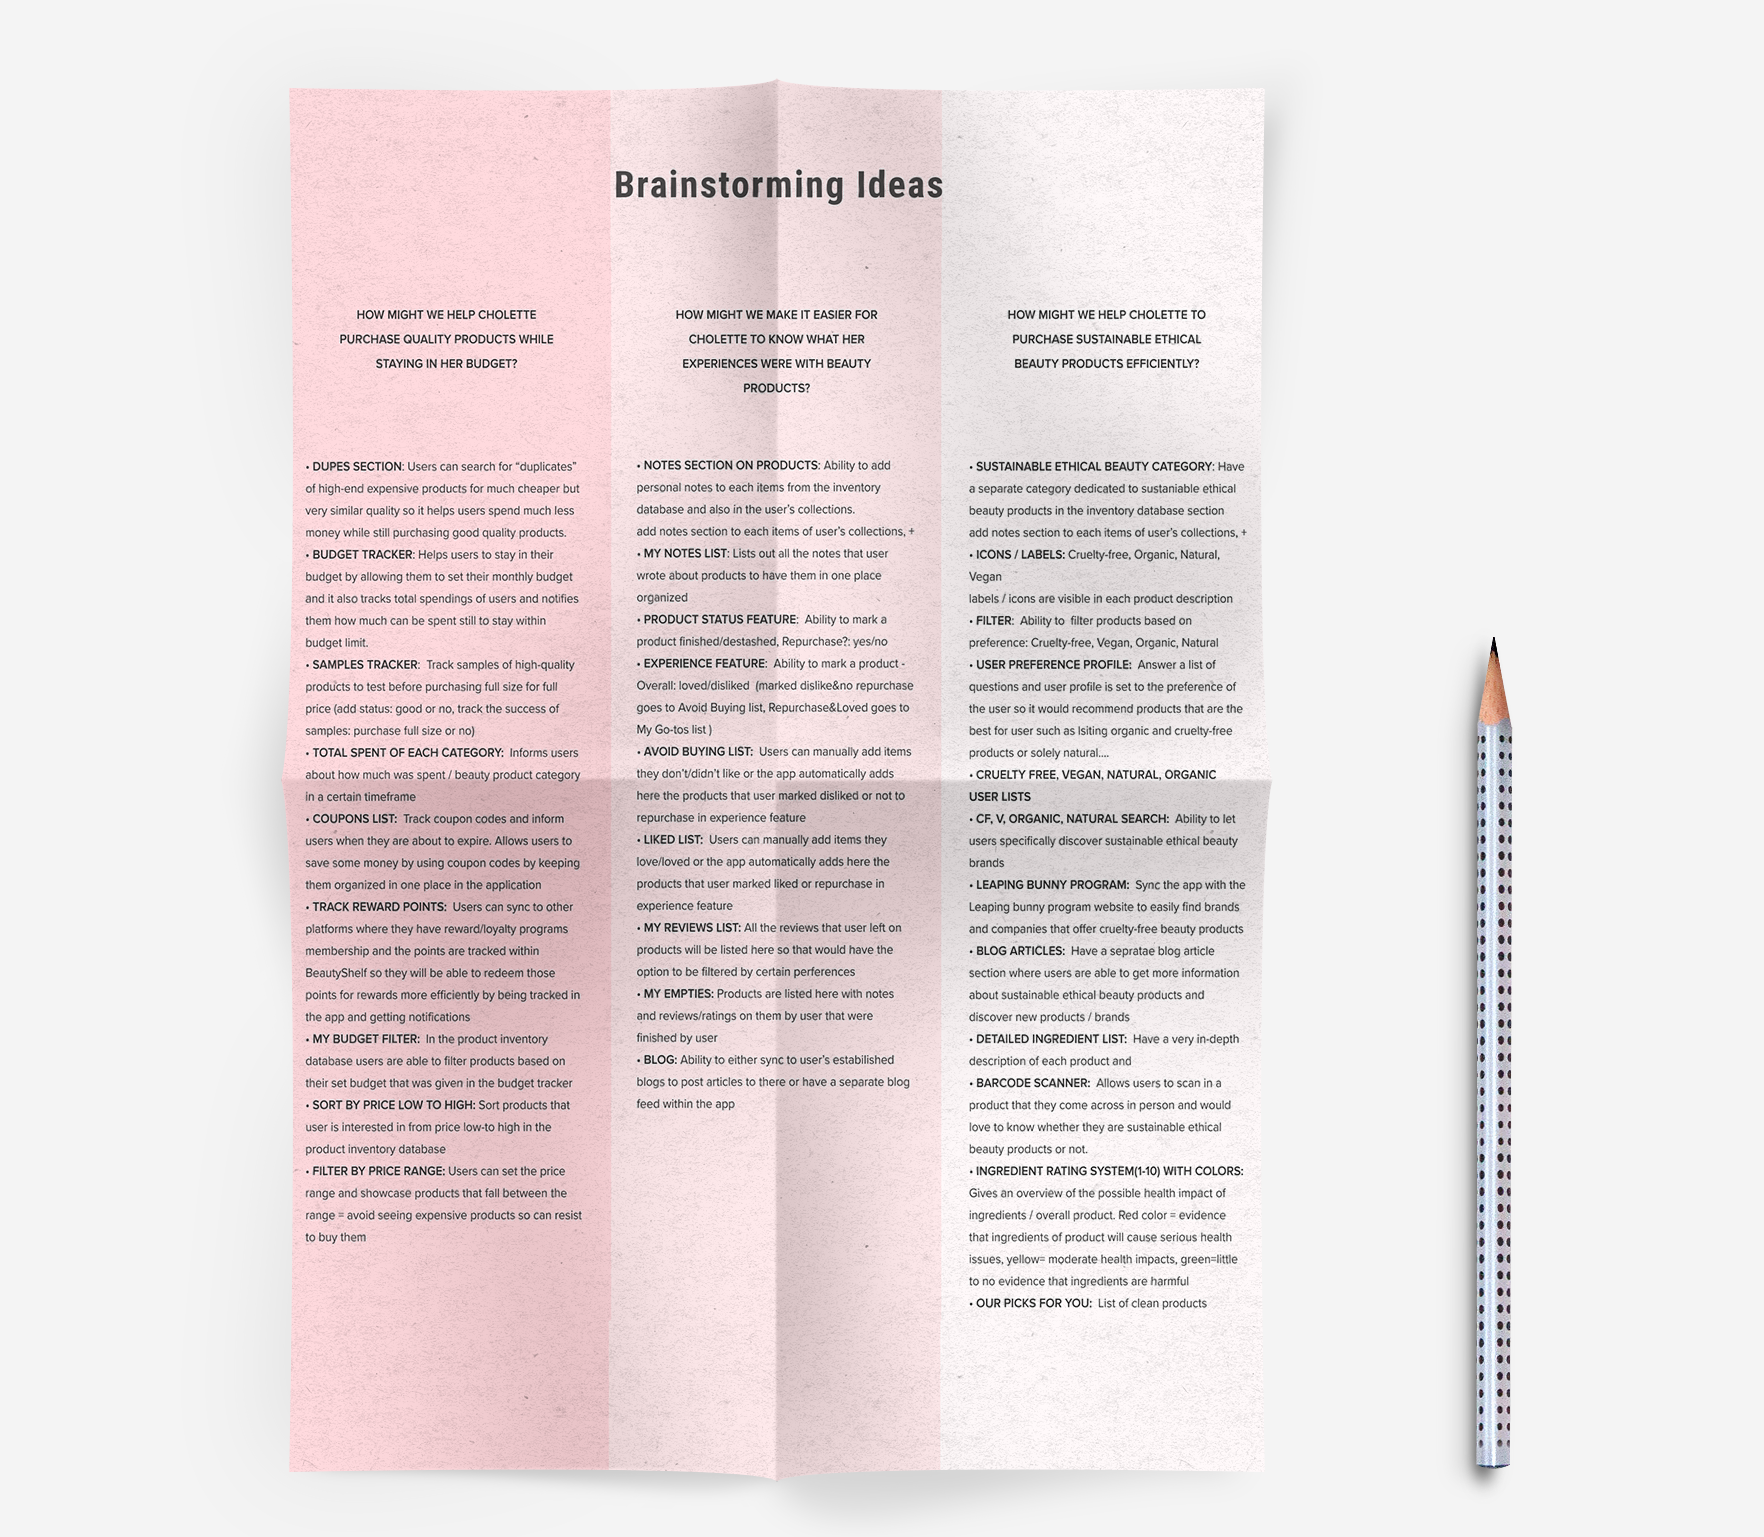 Brainstorming Ideas
HOW MIGHT WE HELP CHOLETTE
PURCHASE QUALITY PRODUCTS WHILE
STAYING IN HER BUDGET?
• DUPES SECTION: Users can search for “duplicates”
of high-end expensive products for much cheaper but
very similar quality so it helps users spend much less
money while still purchasing good quality products.
• BUDGET TRACKER: Helps users to stay in their
budget by allowing them to set their monthly budget
and it also tracks total spendings of users and notifies
them how much can be spent still to stay within
budget limit.
• SAMPLES TRACKER: Track samples of high-quality
products to test before purchasing full size for full
price (add status: good or no, track the success of
samples: purchase full size or no)
• TOTAL SPENT OF EACH CATEGORY: Informs users
about how much was spent / beauty product category
in a certain timeframe
• COUPONS LIST: Track coupon codes and inform
users when they are about to expire. Allows users to
save some money by using coupon codes by keeping
them organized in one place in the application
• TRACK REWARD POINTS: Users can sync to other
platforms where they have reward/loyalty programs
membership and the points are tracked within
BeautyShelf so they will be able to redeem those
points for rewards more efficiently by being tracked in
the app and getting notifications
• MY BUDGET FILTER: In the product inventory
database users are able to filter products based on
their set budget that was given in the budget tracker
• SORT BY PRICE LOW TO HIGH: Sort products that
user is interested in from price low-to high in the
product inventory database
• FILTER BY PRICE RANGE: Users can set the price
range and showcase products that fall between the
range = avoid seeing expensive products so can resist
to buy them
HOW MIGHT WE MAKE IT EASIER FOR
CHOLETTE TO KNOW WHAT HER
EXPERIENCES WERE WITH BEAUTY
PRODUCTS?
• NOTES SECTION ON PRODUCTS: Ability to add
personal notes to each items from the inventory
database and also in the user’s collections.
add notes section to each items of user’s collections, +
• MY NOTES LIST: Lists out all the notes that user
wrote about products to have them in one place
organized
• PRODUCT STATUS FEATURE: Ability to mark a
product finished/destashed, Repurchase?: yes/no
• EXPERIENCE FEATURE: Ability to mark a product -
Overall: loved/disliked (marked dislike&no repurchase
goes to Avoid Buying list, Repurchase&Loved goes to
My Go-tos list )
• AVOID BUYING LIST: Users can manually add items
they don’t/didn’t like or the app automatically adds
here the products that user marked disliked or not to
repurchase in experience feature
• LIKED LIST: Users can manually add items they
love/loved or the app automatically adds here the
products that user marked liked or repurchase in
experience feature
• MY REVIEWS LIST: All the reviews that user left on
products will be listed here so that would have the
option to be filtered by certain perferences
• MY EMPTIES: Products are listed here with notes
and reviews/ratings on them by user that were
finished by user
• BLOG: Ability to either sync to user’s estabilished
blogs to post articles to there or have a separate blog
feed within the app
HOW MIGHT WE HELP CHOLETTE TO
PURCHASE SUSTAINABLE ETHICAL
BEAUTY PRODUCTS EFFICIENTLY?
• SUSTAINABLE ETHICAL BEAUTY CATEGORY: Have
a separate category dedicated to sustaniable ethical
beauty products in the inventory database section
add notes section to each items of user’s collections, +
• ICONS / LABELS: Cruelty-free, Organic, Natural,
Vegan
labels / icons are visible in each product description
• FILTER: Ability to filter products based on
preference: Cruelty-free, Vegan, Organic, Natural
• USER PREFERENCE PROFILE: Answer a list of
questions and user profile is set to the preference of
the user so it would recommend products that are the
best for user such as lsiting organic and cruelty-free
products or solely natural....
• CRUELTY FREE, VEGAN, NATURAL, ORGANIC
USER LISTS
• CF, V, ORGANIC, NATURAL SEARCH: Ability to let
users specifically discover sustainable ethical beauty
brands
• LEAPING BUNNY PROGRAM: Sync the app with the
Leaping bunny program website to easily find brands
and companies that offer cruelty-free beauty products
• BLOG ARTICLES: Have a sepratae blog article
section where users are able to get more information
about sustainable ethical beauty products and
discover new products / brands
• DETAILED INGREDIENT LIST: Have a very in-depth
description of each product and
• BARCODE SCANNER: Allows users to scan in a
product that they come across in person and would
love to know whether they are sustainable ethical
beauty products or not.
• INGREDIENT RATING SYSTEM(1-10) WITH COLORS:
Gives an overview of the possible health impact of
ingredients / overall product. Red color = evidence
that ingredients of product will cause serious health
issues, yellow= moderate health impacts, green=little
to no evidence that ingredients are harmful
• OUR PICKS FOR YOU: List of clean products